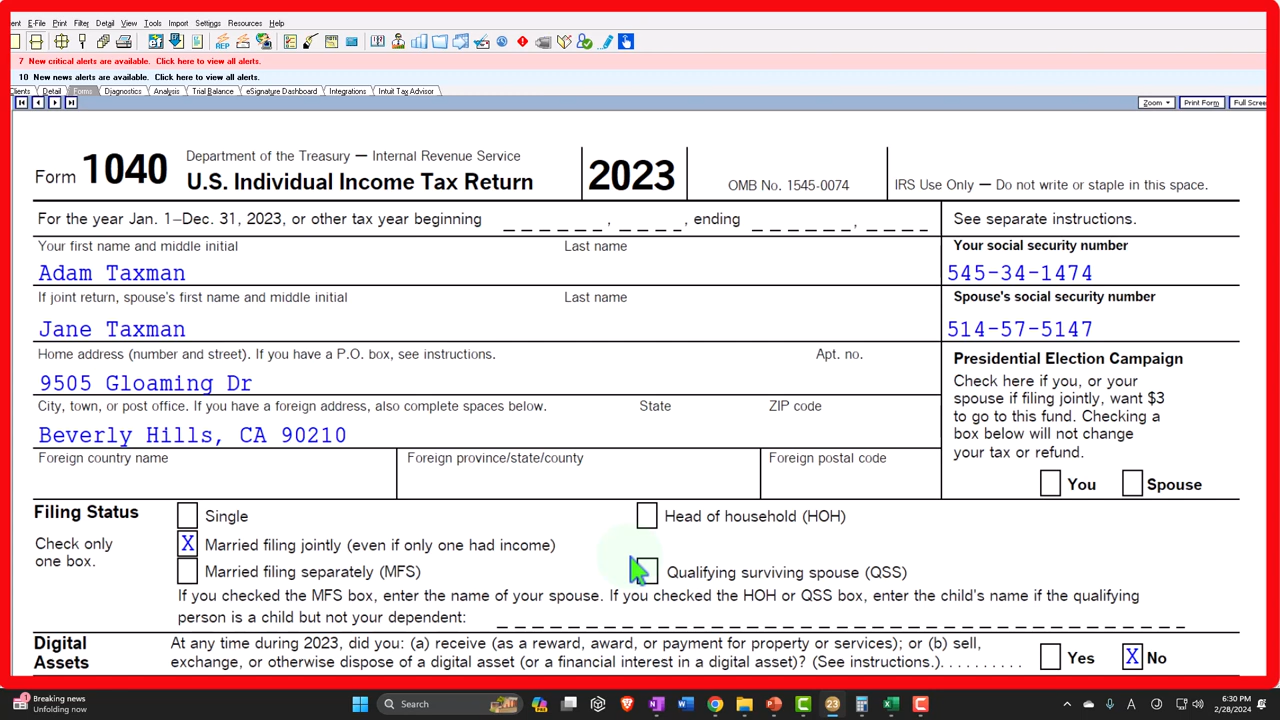 ent E-File Print Filter Detail View Tools Import Settings Resources Help
REP
7 New critical alerts are available. Click here to view all alerts.
10 New news alerts are available. Click here to view all alerts.
Clients Detail Forms Diagnostics Analysis Trial Balance eSignature Dashboard Integrations Intuit Tax Advisor
Zoom Print Form Full Scree
Form 1040 Department of the Treasury — Internal Revenue Service
U.S. Individual Income Tax Return 2023 OMB No. 1545-0074 IRS Use Only — Do not write or staple in this space.
For the year Jan. 1–Dec. 31, 2023, or other tax year beginning , , ending , See separate instructions.
Your first name and middle initial Last name Your social security number
Adam Taxman 545-34-1474
If joint return, spouse's first name and middle initial Last name Spouse's social security number
Jane Taxman 514-57-5147
Home address (number and street). If you have a P.O. box, see instructions. Apt. no.
9505 Gloaming Dr
City, town, or post office. If you have a foreign address, also complete spaces below. State ZIP code
Beverly Hills, CA 90210
Foreign country name Foreign province/state/county Foreign postal code
Presidential Election Campaign
Check here if you, or your
spouse if filing jointly, want $3
to go to this fund. Checking a
box below will not change
your tax or refund.
You Spouse
Filing Status Single Head of household (HOH)
Check only
one box.
X Married filing jointly (even if only one had income)
Married filing separately (MFS) Qualifying surviving spouse (QSS)
If you checked the MFS box, enter the name of your spouse. If you checked the HOH or QSS box, enter the child's name if the qualifying
person is a child but not your dependent:
Digital
Assets
At any time during 2023, did you: (a) receive (as a reward, award, or payment for property or services); or (b) sell,
exchange, or otherwise dispose of a digital asset (or a financial interest in a digital asset)? (See instructions.) . . . . . . . . . . Yes X No
1 Breaking news
Unfolding now
Search
23
A
6:30 PM
2/28/2024